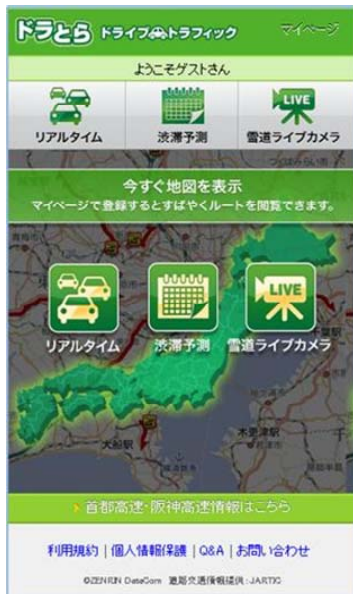 ドラとら ドライブトラフィック マイページ
ようこそゲストさん
リアルタイム 渋滞予測 LIVE 雪道ライブカメラ
今すぐ地図を表示
マイページで登録するとすばやくルートを閲覧できます。
LIVE
リアルタイム 渋滞予測 雪道ライブカメラ
千葉駅
大船駅 木更津駅
首都高速・阪神高速情報はこちら
利用規約 | 個人情報保護 | Q&A | お問い合わせ
©ZENRIN DataCom 道路交通情報提供：JARTIC